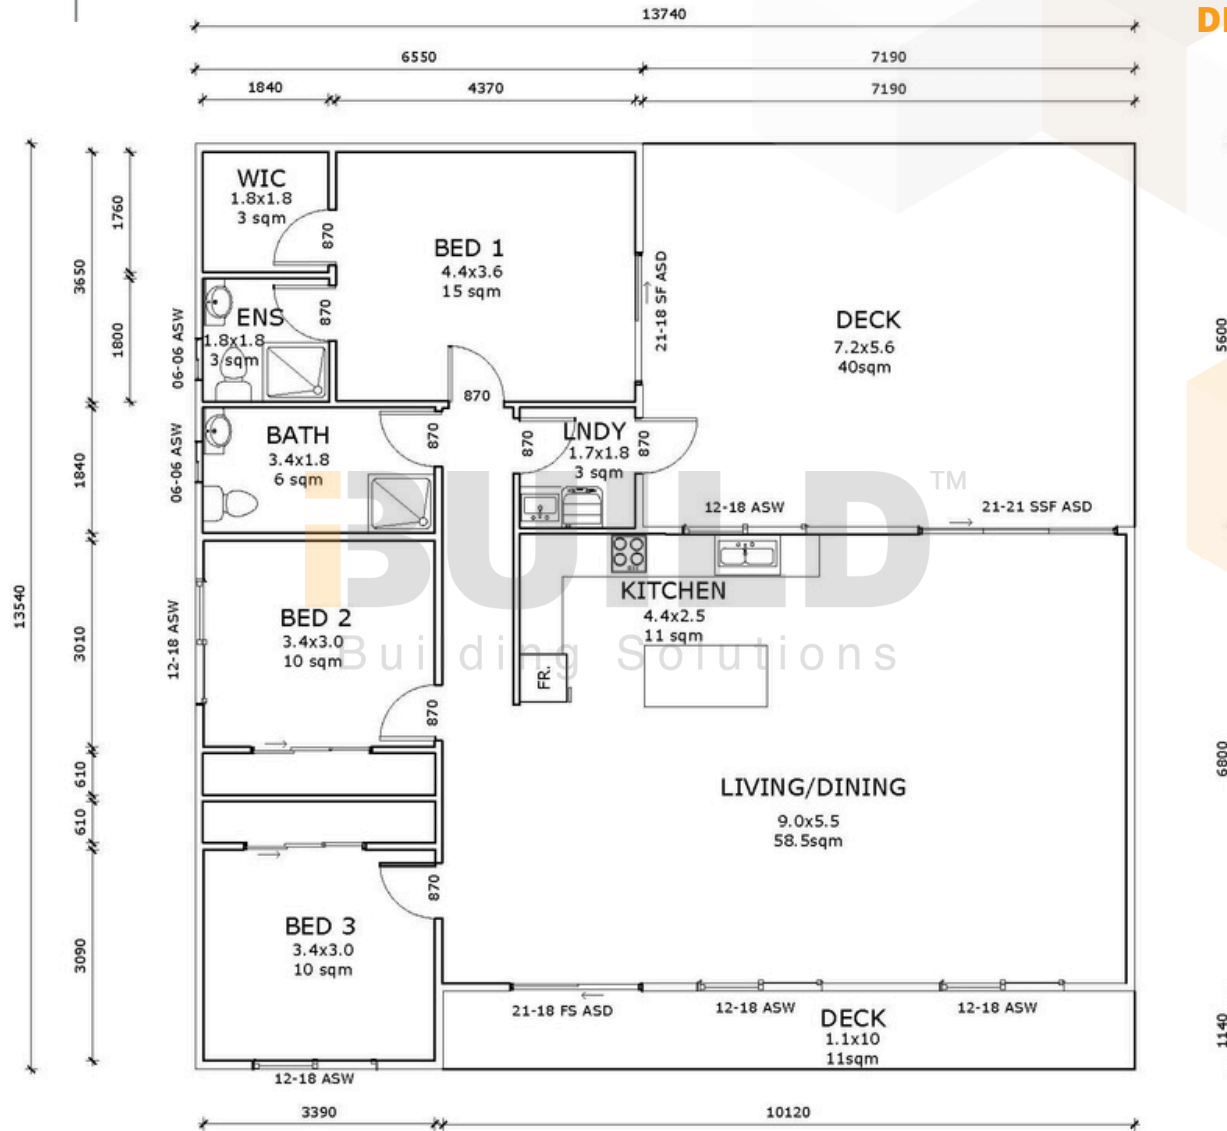 13740
DI
6550
7190
1840
4370
7190
WIC
1.8x1.8
3 sqm
870
1760
3650
BED 1
4.4x3.6
15 sqm
21-18 SF ASD
DECK
7.2x5.6
40sqm
5600
ENS
1.8x1.8
3 sqm
870
1800
06-06 ASW
870
BATH
3.4x1.8
6 sqm
870
1840
06-06 ASW
LNDY
1.7x1.8
3 sqm
870
870
iBUILD™
Building Solutions
12-18 ASW
21-21 SSF ASD
KITCHEN
4.4x2.5
11 sqm
FR.
13540
BED 2
3.4x3.0
10 sqm
870
3010
12-18 ASW
610
610
6800
LIVING/DINING
9.0x5.5
58.5sqm
BED 3
3.4x3.0
10 sqm
870
3090
21-18 FS ASD
12-18 ASW
12-18 ASW
DECK
1.1x10
11sqm
1140
12-18 ASW
3390
10120